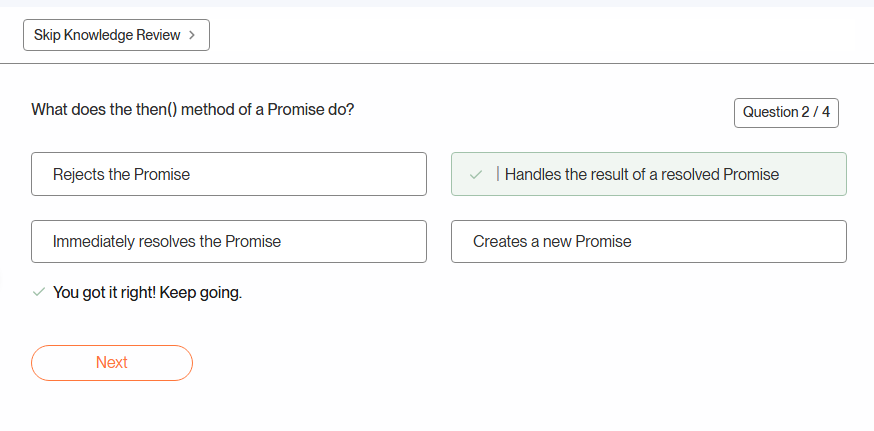 Skip Knowledge Review >
What does the then() method of a Promise do?
Question 2 / 4
Rejects the Promise
Handles the result of a resolved Promise
Immediately resolves the Promise
Creates a new Promise
You got it right! Keep going.
Next